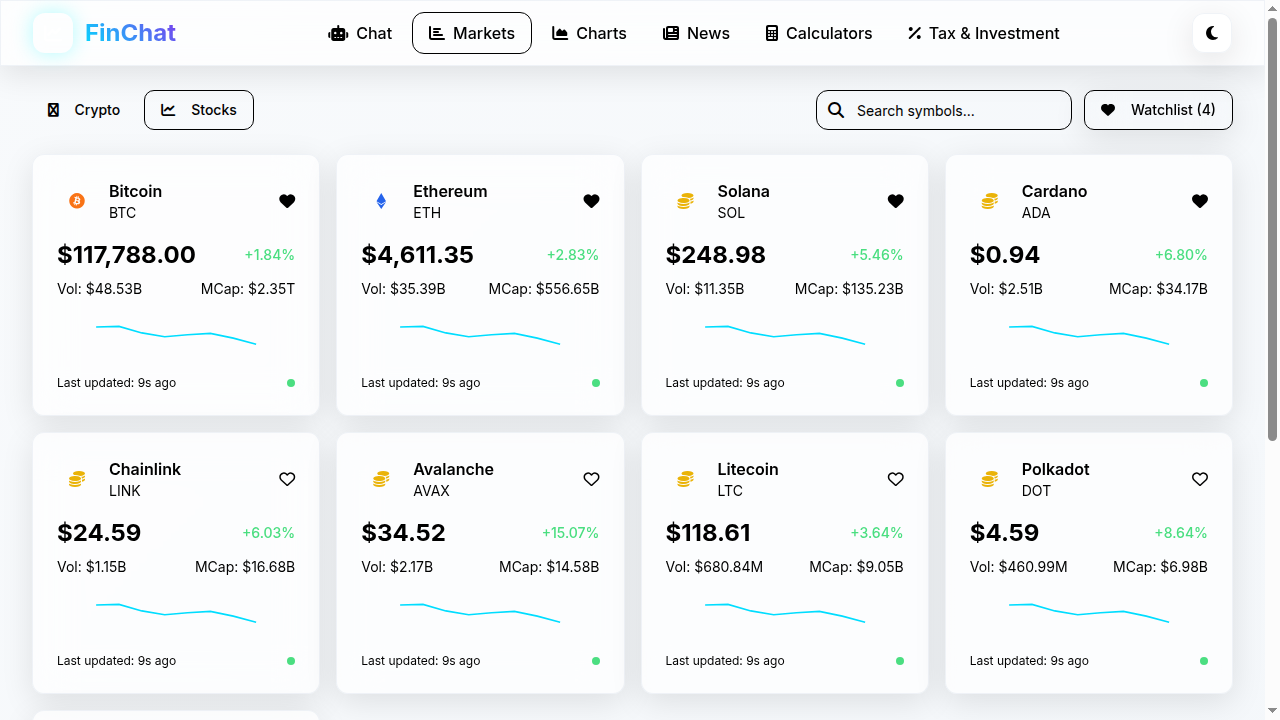 FinChat
Chat
Markets
Charts
News
Calculators
Tax & Investment
Crypto
Stocks
Search symbols...
Watchlist (4)
Bitcoin
BTC
$117,788.00
+1.84%
Vol: $48.53B
MCap: $2.35T
Last updated: 9s ago
Ethereum
ETH
$4,611.35
+2.83%
Vol: $35.39B
MCap: $556.65B
Last updated: 9s ago
Solana
SOL
$248.98
+5.46%
Vol: $11.35B
MCap: $135.23B
Last updated: 9s ago
Cardano
ADA
$0.94
+6.80%
Vol: $2.51B
MCap: $34.17B
Last updated: 9s ago
Chainlink
LINK
$24.59
+6.03%
Vol: $1.15B
MCap: $16.68B
Last updated: 9s ago
Avalanche
AVAX
$34.52
+15.07%
Vol: $2.17B
MCap: $14.58B
Last updated: 9s ago
Litecoin
LTC
$118.61
+3.64%
Vol: $680.84M
MCap: $9.05B
Last updated: 9s ago
Polkadot
DOT
$4.59
+8.64%
Vol: $460.99M
MCap: $6.98B
Last updated: 9s ago